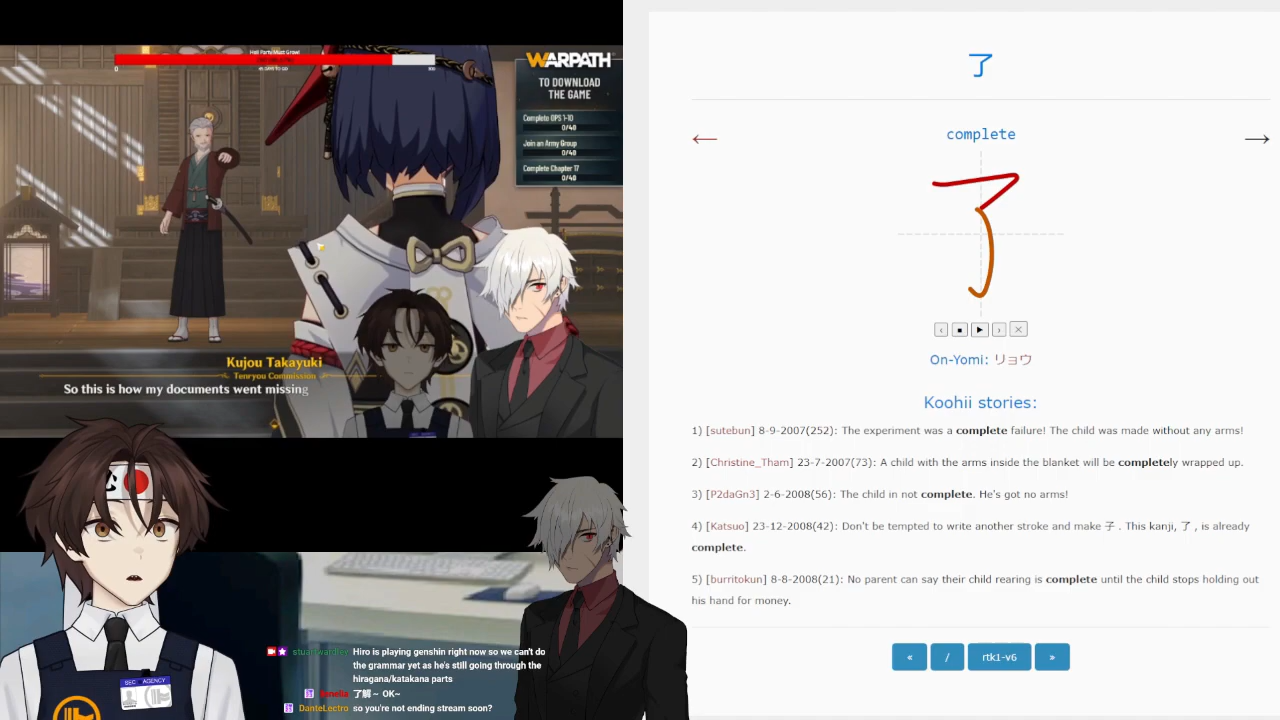 Hell Parts Must Grow!
0
WARPATH
TO DOWNLOAD
THE GAME
Complete OPS 1-10
0/40
Join an Army Group
0/40
Complete Chapter 17
0/40
Kujou Takayuki
Tenryou Commission
So this is how my documents went missing
SEC AGENCY
stuartwardley Hiro is playing genshin right now so we can't do
the grammar yet as he's still going through the
hiragana/katakana parts
了解~ OK~
DanteLectro so you're not ending stream soon?
了
← complete →
On-Yomi: リョウ
Koohii stories:
1) [sutebun] 8-9-2007(252): The experiment was a complete failure! The child was made without any arms!
2) [Christine_Tham] 23-7-2007(73): A child with the arms inside the blanket will be completely wrapped up.
3) [P2daGn3] 2-6-2008(56): The child in not complete. He's got no arms!
4) [Katsuo] 23-12-2008(42): Don't be tempted to write another stroke and make 子 . This kanji, 了 , is already
complete.
5) [burritokun] 8-8-2008(21): No parent can say their child rearing is complete until the child stops holding out
his hand for money.
« / rtk1-v6 »